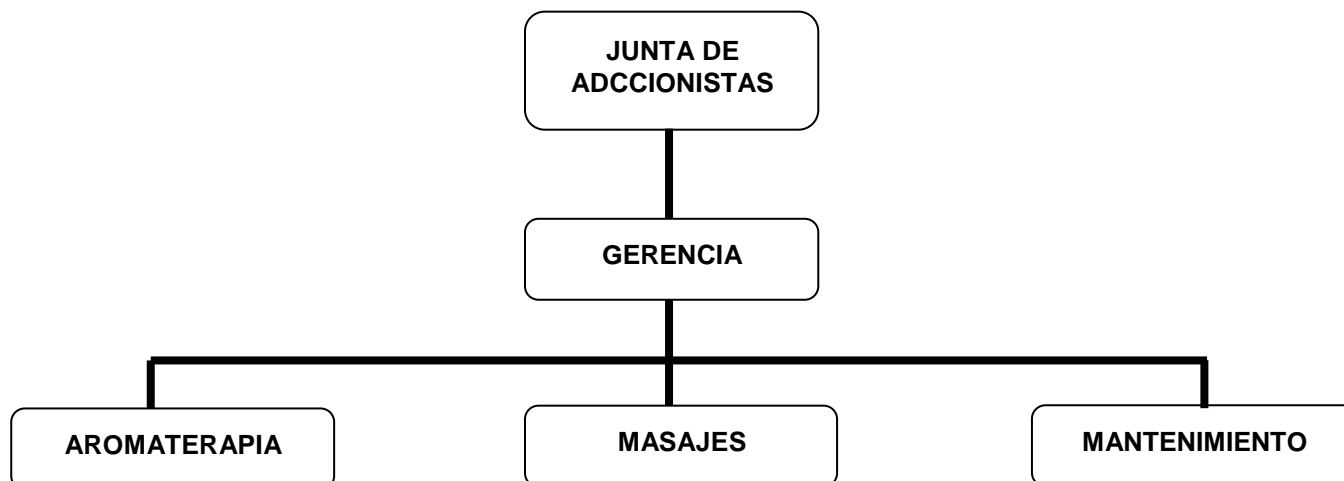 JUNTA DE
ADCCIONISTAS
GERENCIA
AROMATERAPIA
MASAJES
MANTENIMIENTO